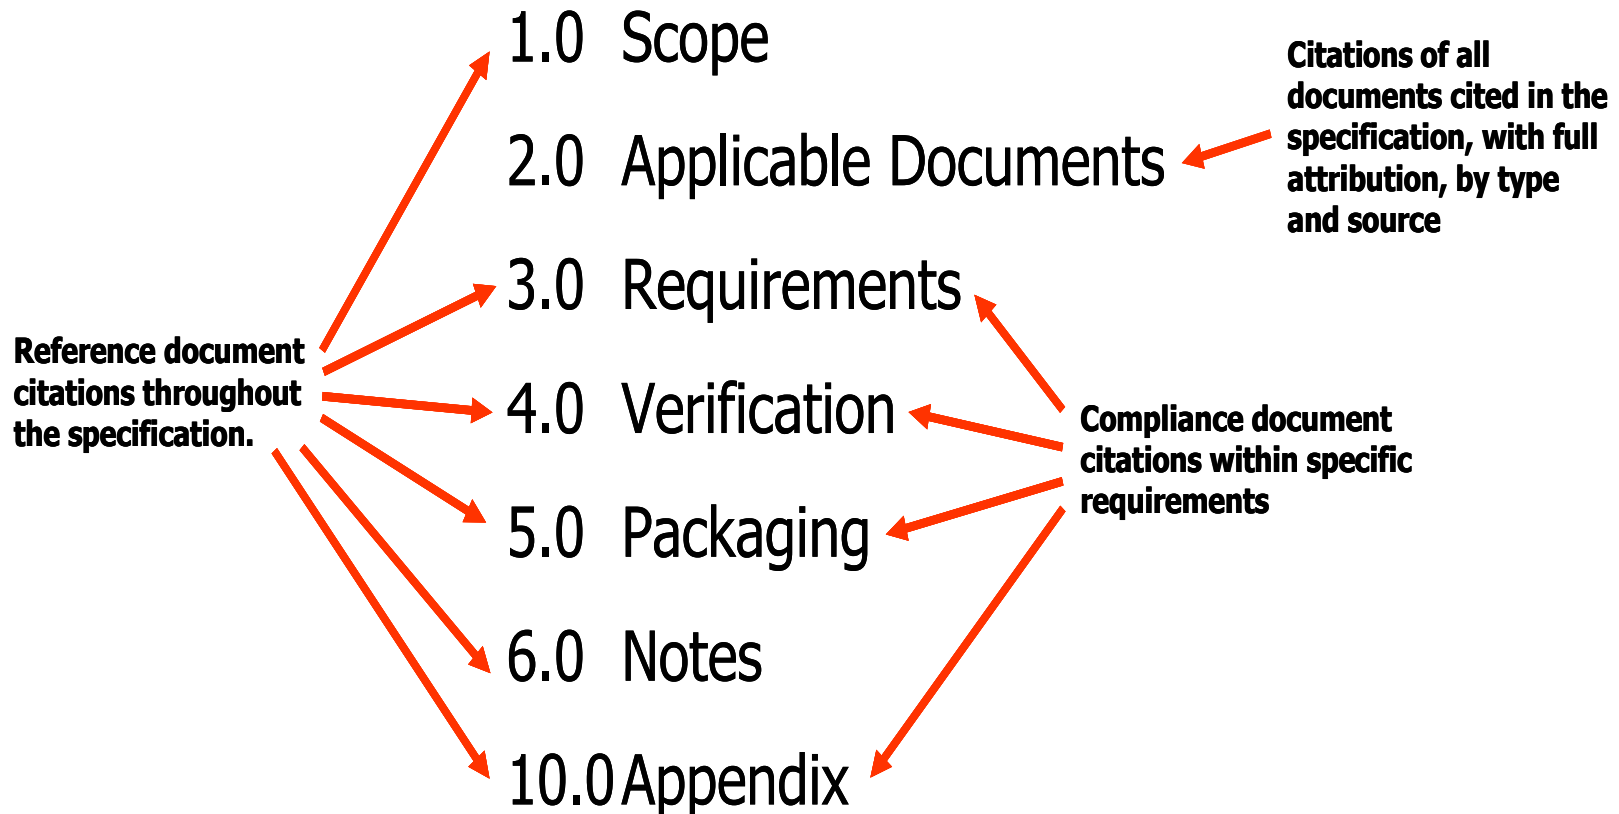 1.0 Scope
2.0 Applicable Documents
3.0 Requirements
4.0 Verification
5.0 Packaging
6.0 Notes
10.0 Appendix
Reference document
citations throughout
the specification.
Citations of all
documents cited in the
specification, with full
attribution, by type
and source
Compliance document
citations within specific
requirements